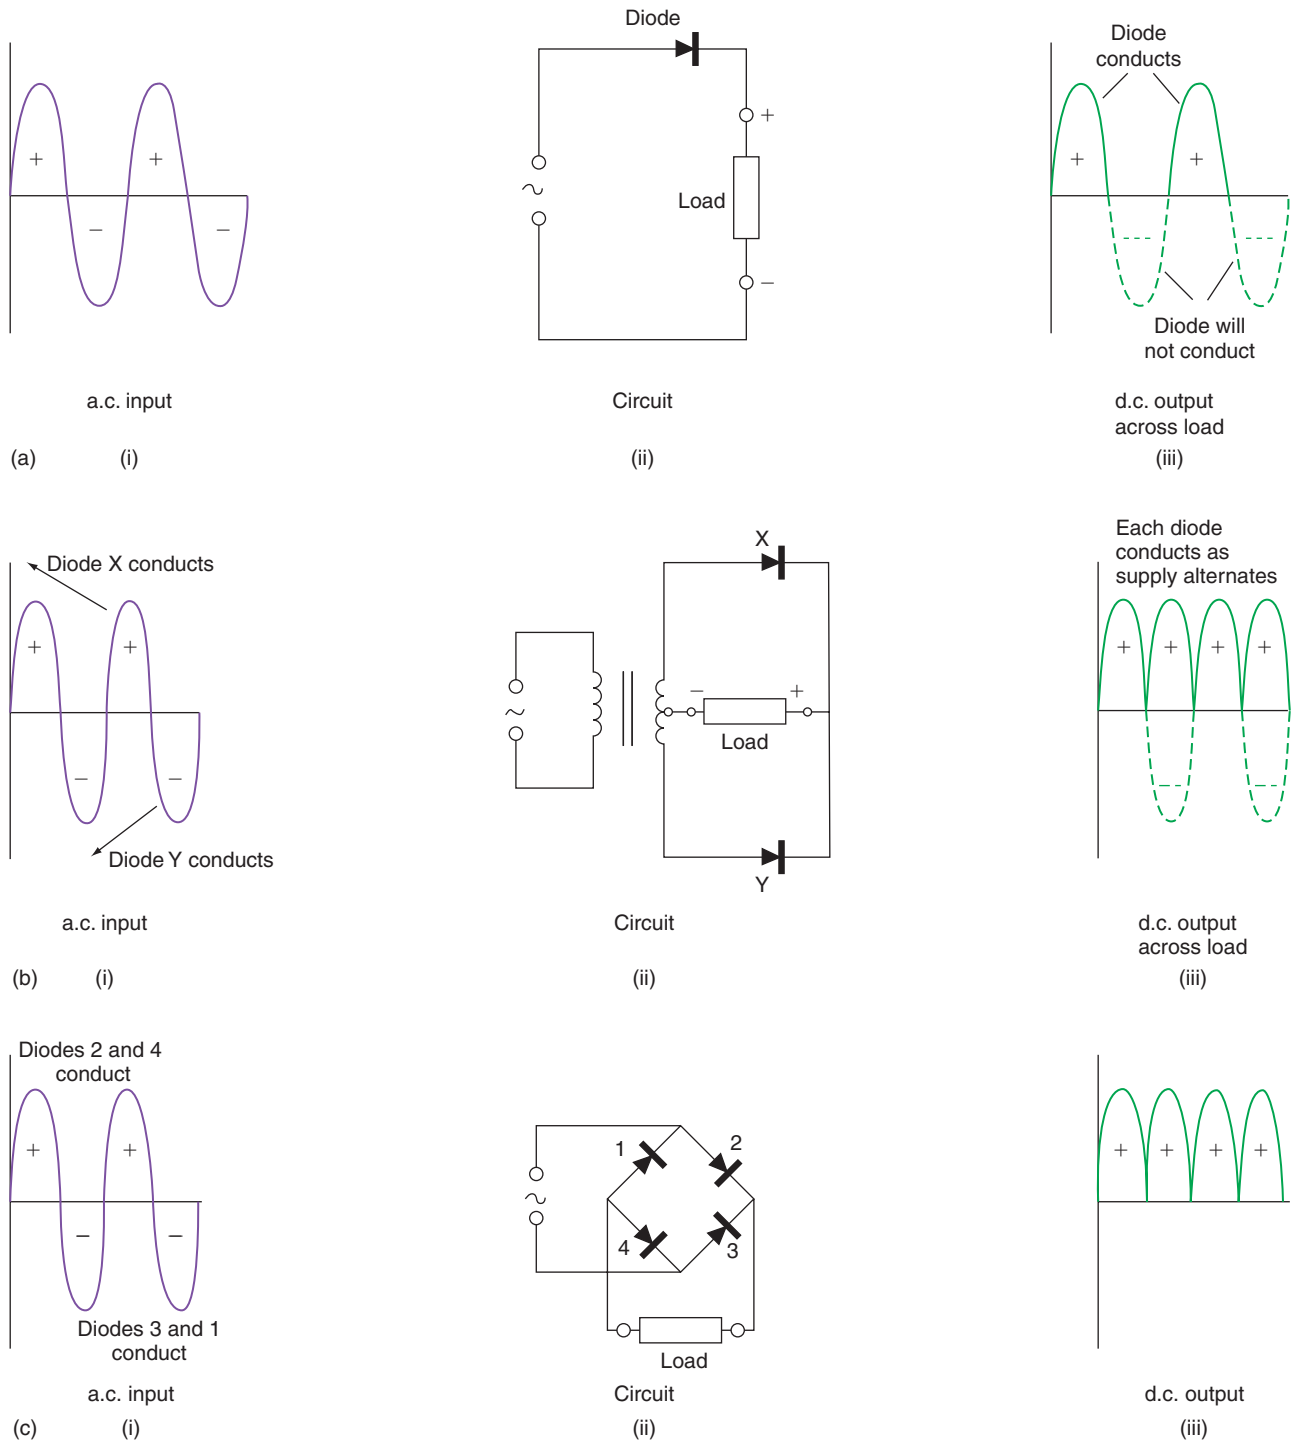 Diode
+
+
−
−
a.c. input
(a)
(i)
~
+
Load
−
Circuit
(ii)
Diode
conducts
+
+
Diode will
not conduct
d.c. output
across load
(iii)
Diode X conducts
+
+
−
−
Diode Y conducts
a.c. input
(b)
(i)
X
~
−
+
Load
Y
Circuit
(ii)
Each diode
conducts as
supply alternates
+
+
+
+
d.c. output
across load
(iii)
Diodes 2 and 4
conduct
+
+
−
−
Diodes 3 and 1
conduct
a.c. input
(c)
(i)
1
2
~
4
3
Load
Circuit
(ii)
+
+
+
+
d.c. output
(iii)